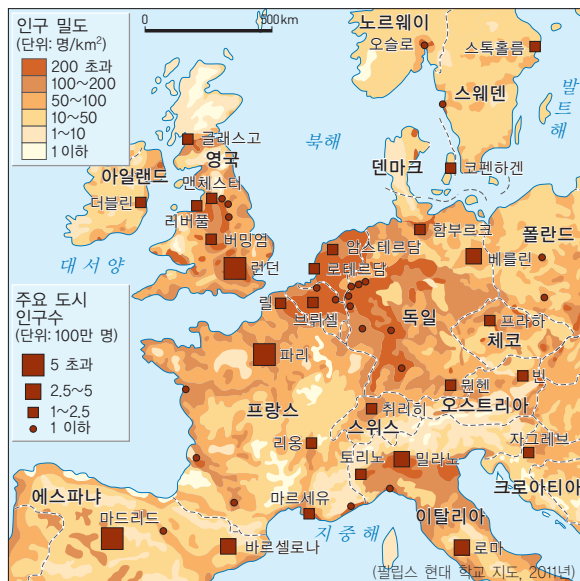 인구 밀도
(단위: 명/km²)
200 초과
100~200
50~100
10~50
1~10
1 이하
0 500km
노르웨이
오슬로
스톡홀름
스웨덴
발트해
북해
글래스고
영국
덴마크
코펜하겐
아일랜드
맨체스터
더블린
리버풀
버밍엄
함부르크
폴란드
암스테르담
베를린
대서양
런던
로테르담
주요 도시
인구수
(단위: 100만 명)
5 초과
2.5~5
1~2.5
1 이하
릴
브뤼셀
독일
프라하
체코
파리
뮌헨
빈
프랑스
취리히
오스트리아
스위스
리옹
자그레브
토리노
밀라노
크로아티아
에스파냐
마르세유
마드리드
지중해
이탈리아
바르셀로나
로마
(필립스 현대 학교 지도, 2011년)